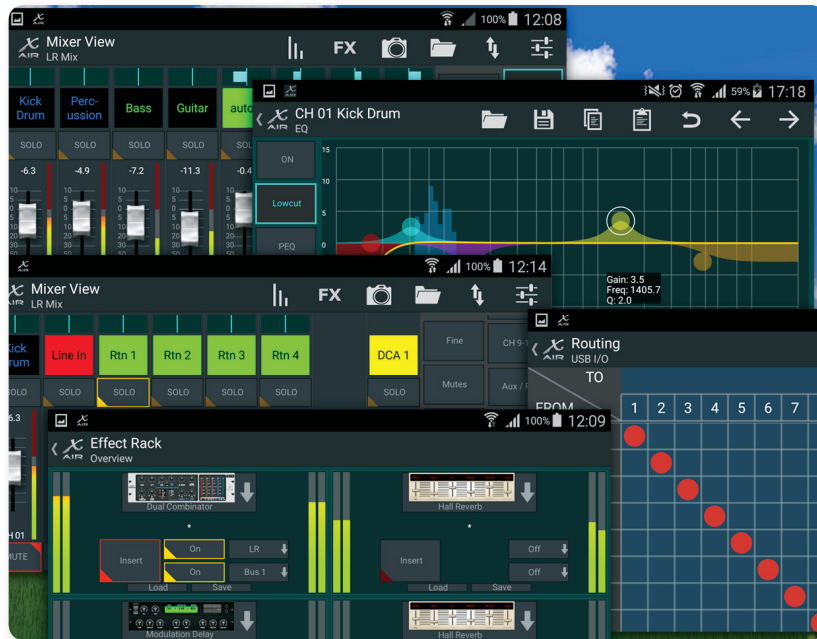 100% 12:08
X AIR Mixer View
LR Mix
FX
Kick Drum
Perc-ussion
Bass
Guitar
SOLO
SOLO
SOLO
SOLO
-6.3
-4.9
-7.2
-11.3
-0.4
59% 17:18
X AIR CH 01 Kick Drum
EQ
ON
Lowcut
PEQ
15
10
5
0
Gain: 3.5
Freq: 1405.7
Q: 2.0
100% 12:14
Mixer View
LR Mix
FX
Line In
Rtn 1
Rtn 2
Rtn 3
Rtn 4
DCA 1
Fine
SOLO
SOLO
SOLO
SOLO
SOLO
SOLO
Mutes
MUTE
Routing
USB I/O
TO
FROM
1 2 3 4 5 6 7
100% 12:09
X AIR Effect Rack
Overview
Dual Combinator
Hall Reverb
*
*
Insert
On
LR
On
Bus 1
Load
Save
Insert
Off
Off
Load
Save
Modulation Delay
Hall Reverb